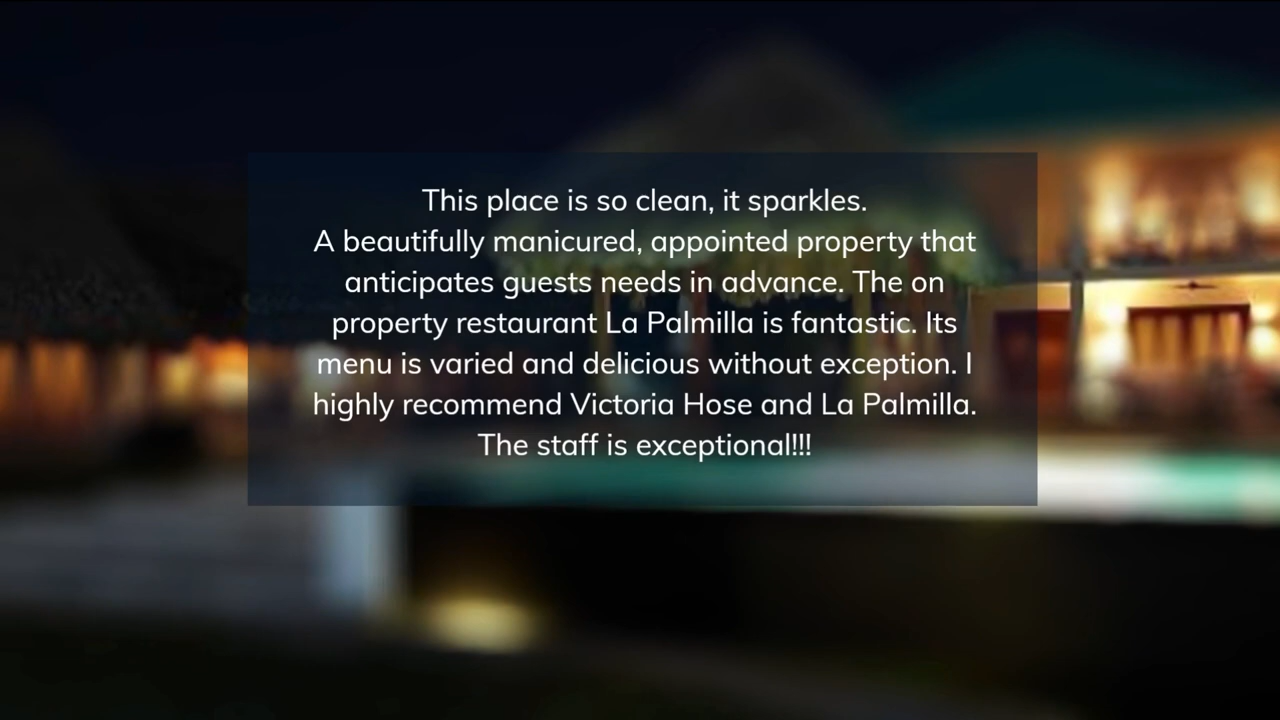 This place is so clean, it sparkles.
A beautifully manicured, appointed property that
anticipates guests needs in advance. The on
property restaurant La Palmilla is fantastic. Its
menu is varied and delicious without exception. I
highly recommend Victoria Hose and La Palmilla.
The staff is exceptional!!!